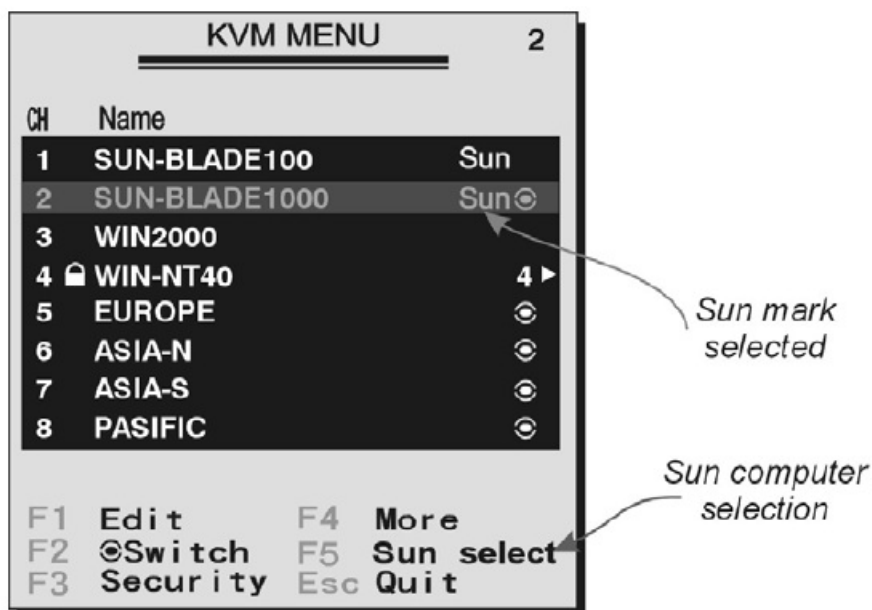 KVM MENU 2
CH Name
1 SUN-BLADE100 Sun
2 SUN-BLADE1000 Sun
3 WIN2000
4 WIN-NT40 4
5 EUROPE
6 ASIA-N
7 ASIA-S
8 PASIFIC
Sun mark
selected
F1 Edit F4 More
F2 Switch F5 Sun select
F3 Security Esc Quit
Sun computer
selection